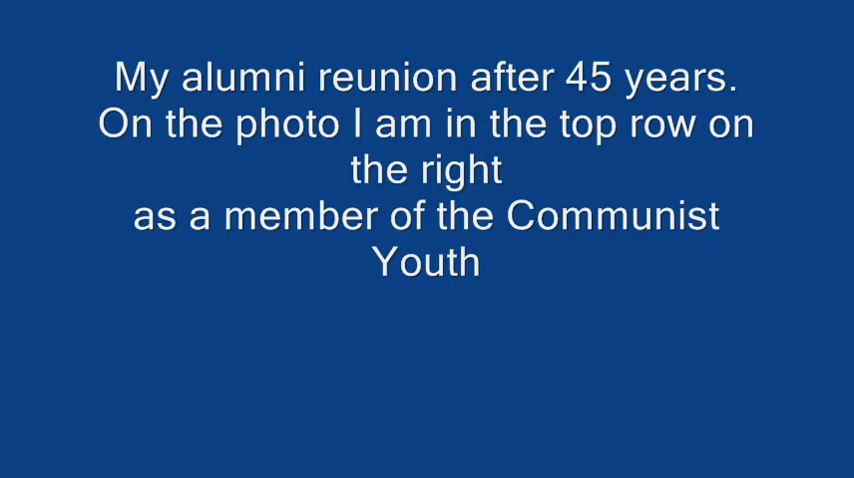 My alumni reunion after 45 years.
On the photo I am in the top row on
the right
as a member of the Communist
Youth